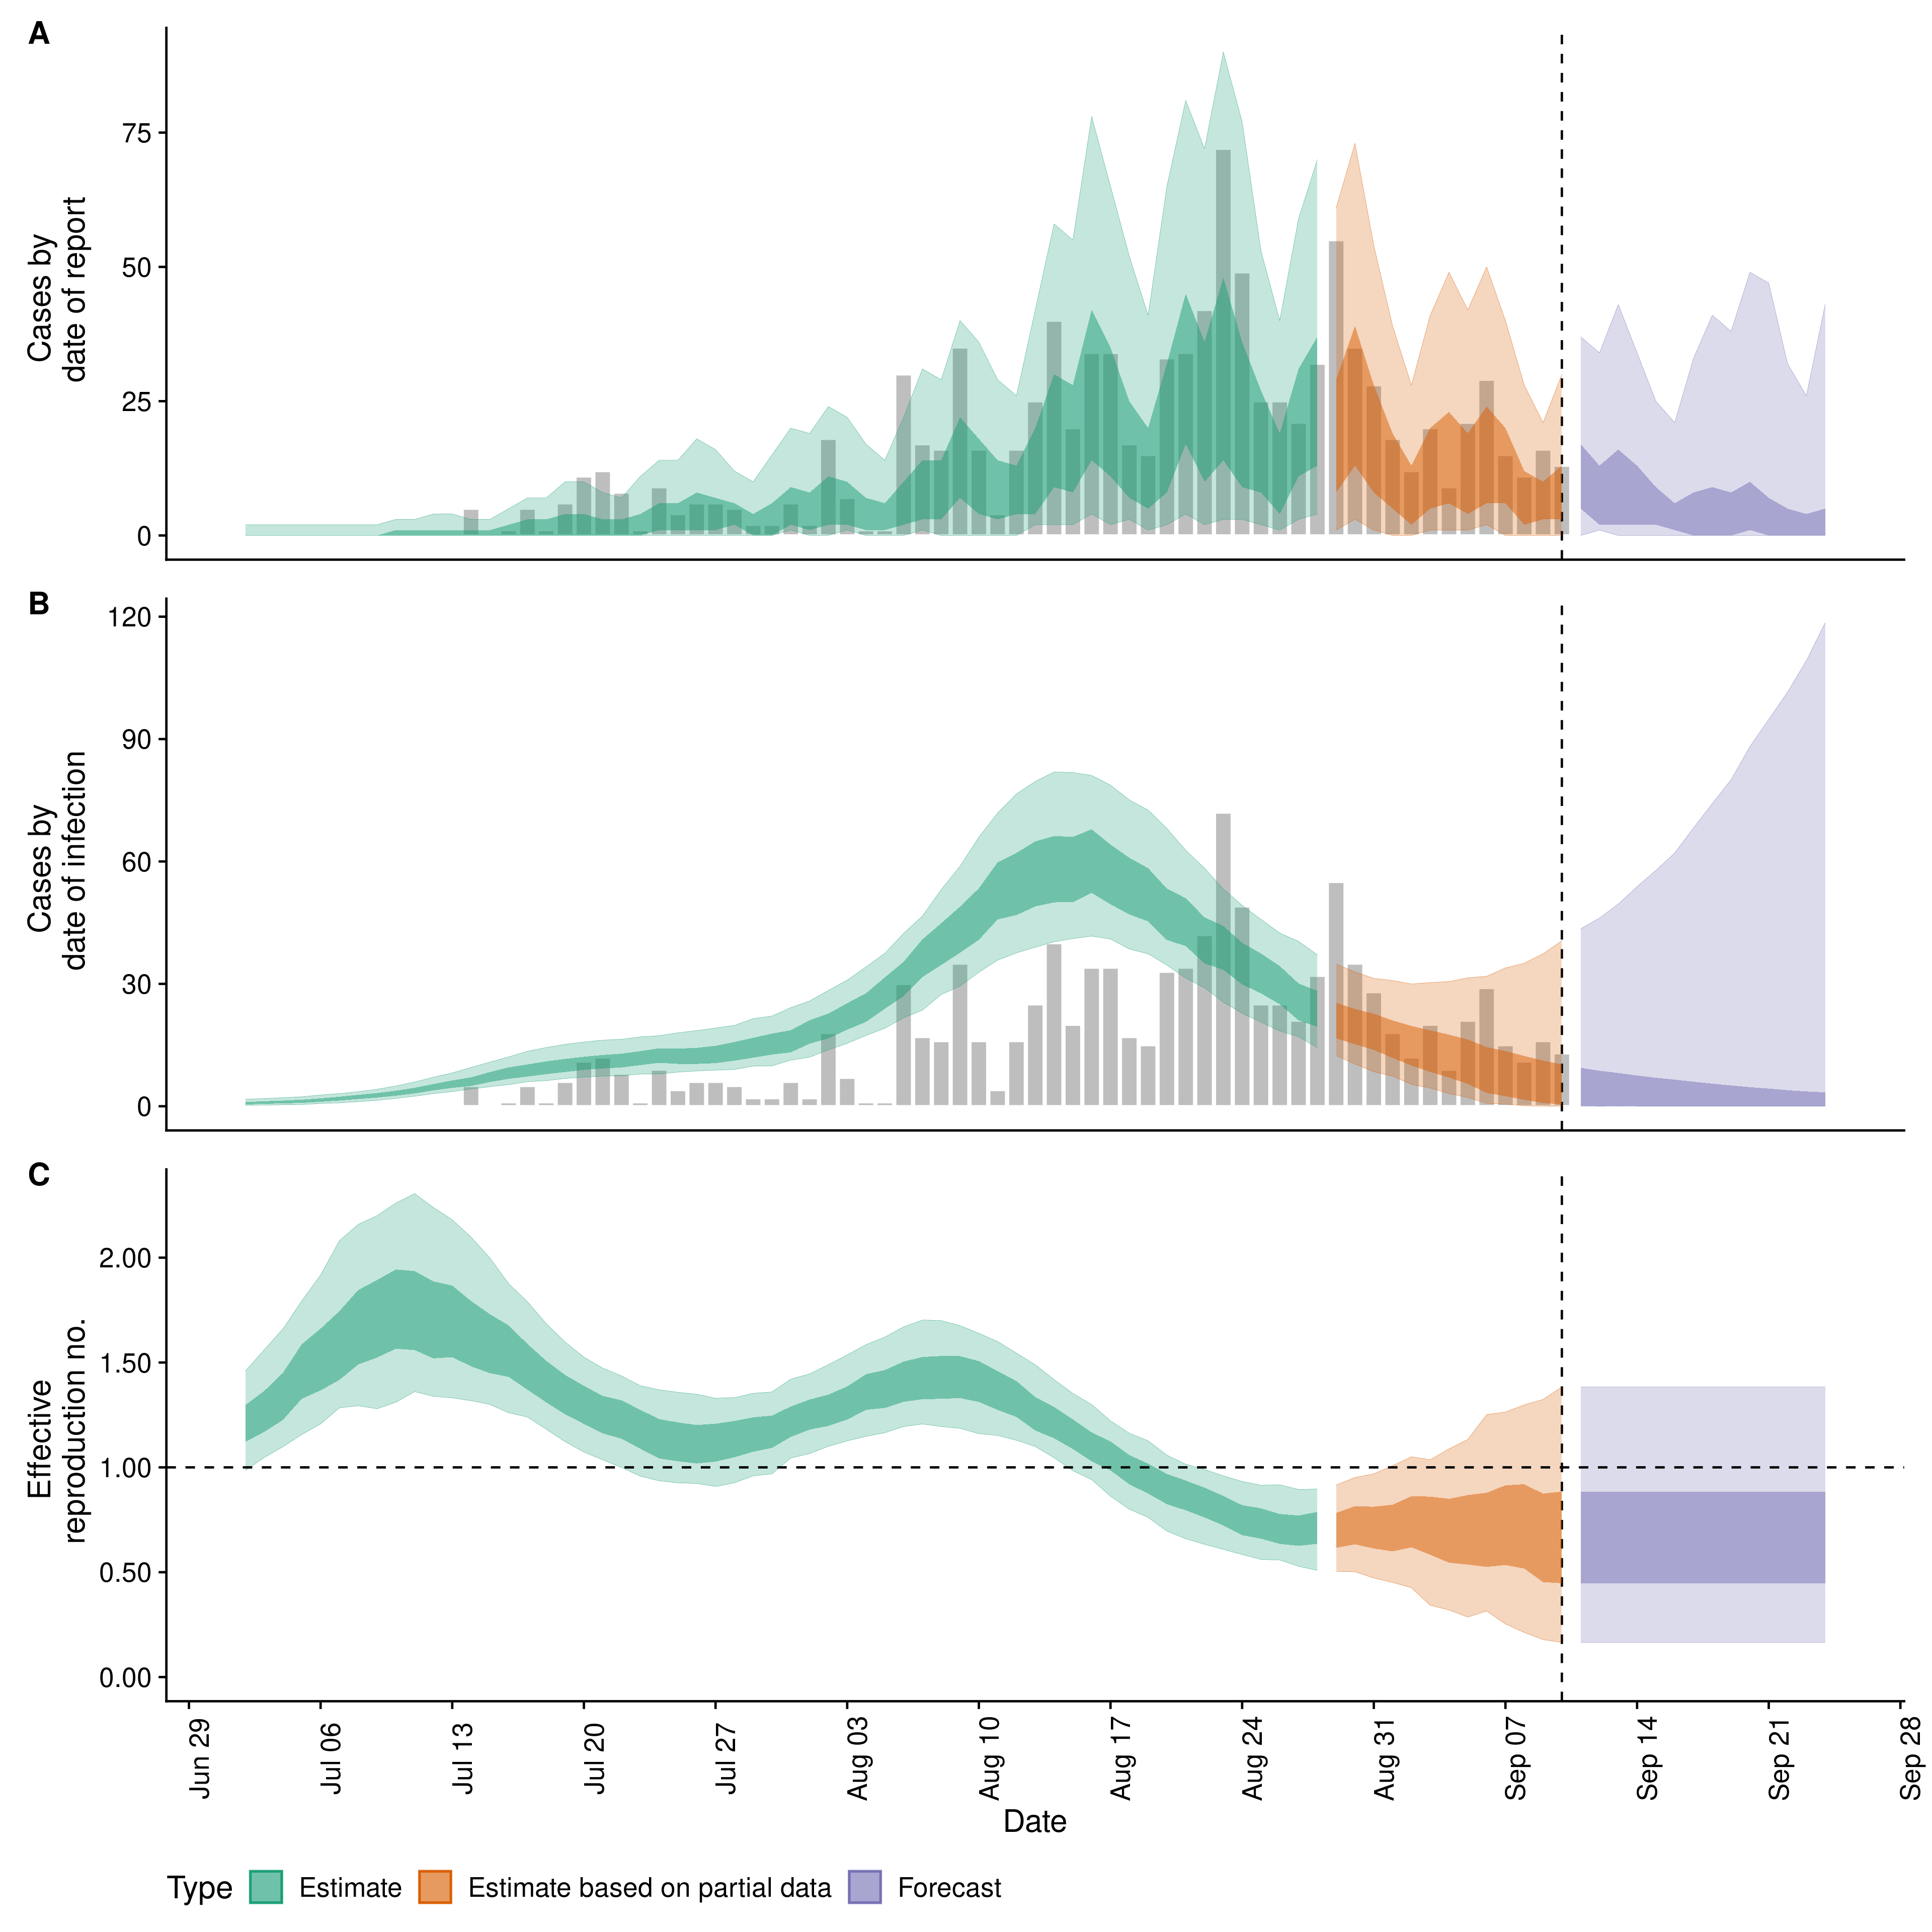 A
Cases by
date of report
75
50
25
0
B
Cases by
date of infection
120
90
60
30
0
C
Effective
reproduction no.
2.00
1.50
1.00
0.50
0.00
Jun 29
Jul 06
Jul 13
Jul 20
Jul 27
Aug 03
Aug 10
Aug 17
Aug 24
Aug 31
Sep 07
Sep 14
Sep 21
Sep 28
Date
Type Estimate Estimate based on partial data Forecast